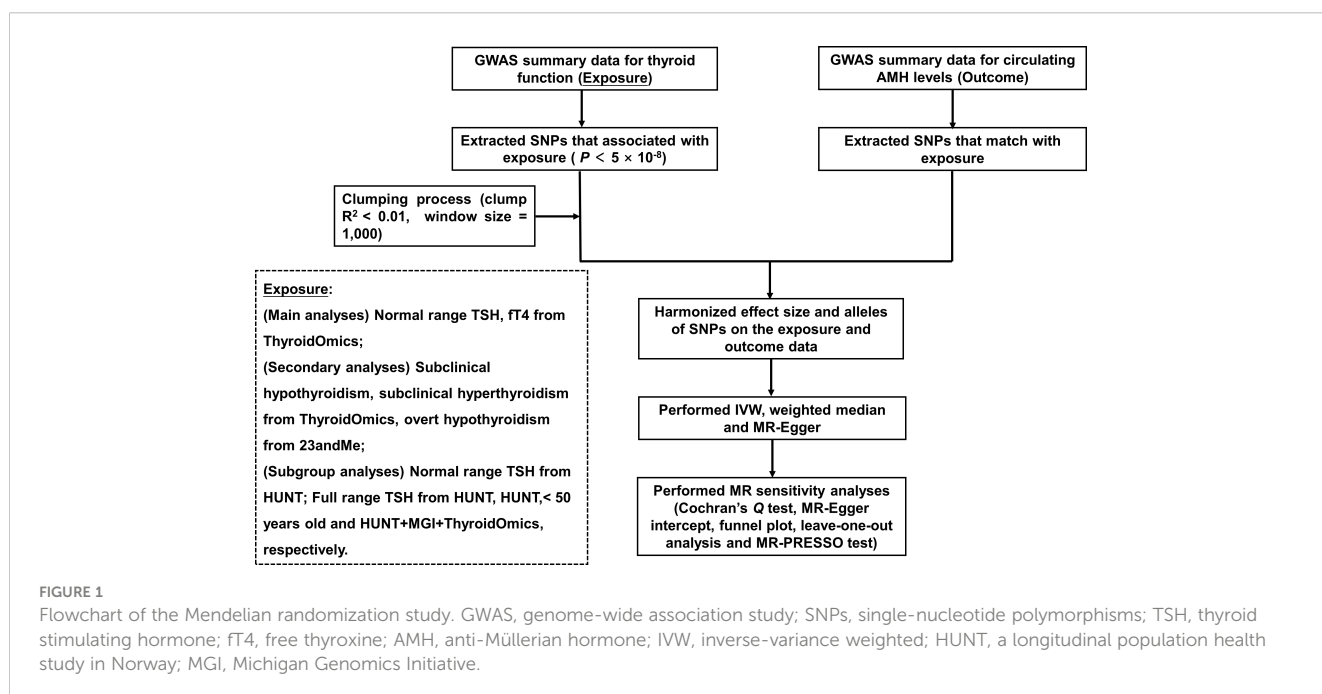 GWAS summary data for thyroid
function (Exposure)
GWAS summary data for circulating
AMH levels (Outcome)
Extracted SNPs that associated with
exposure ( P < 5 × 10-8)
Extracted SNPs that match with
exposure
Clumping process (clump
R2 < 0.01, window size =
1,000)
Exposure:
(Main analyses) Normal range TSH, fT4 from
ThyroidOmics;
(Secondary analyses) Subclinical
hypothyroidism, subclinical hyperthyroidism
from ThyroidOmics, overt hypothyroidism
from 23andMe;
(Subgroup analyses) Normal range TSH from
HUNT; Full range TSH from HUNT, HUNT,< 50
years old and HUNT+MGI+ThyroidOmics,
respectively.
Harmonized effect size and alleles
of SNPs on the exposure and
outcome data
Performed IVW, weighted median
and MR-Egger
Performed MR sensitivity analyses
(Cochran's Q test, MR-Egger
intercept, funnel plot, leave-one-out
analysis and MR-PRESSO test)
FIGURE 1
Flowchart of the Mendelian randomization study. GWAS, genome-wide association study; SNPs, single-nucleotide polymorphisms; TSH, thyroid
stimulating hormone; fT4, free thyroxine; AMH, anti-Müllerian hormone; IVW, inverse-variance weighted; HUNT, a longitudinal population health
study in Norway; MGI, Michigan Genomics Initiative.